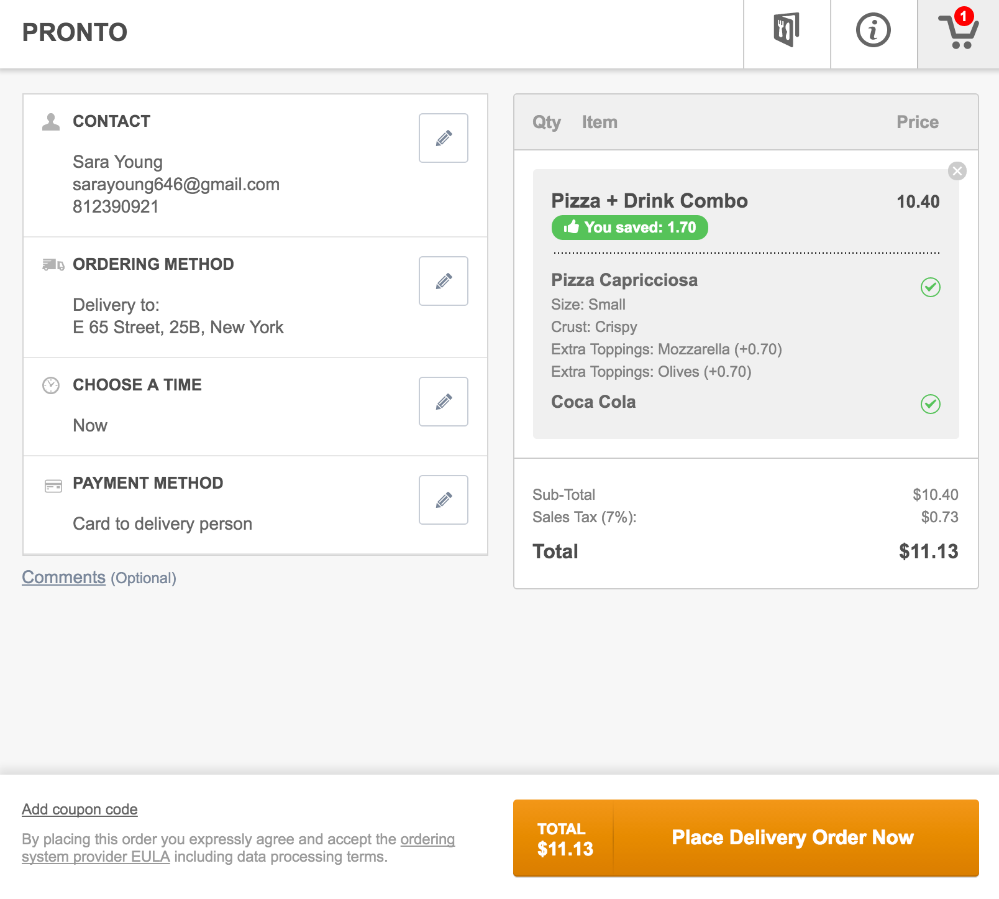 PRONTO
1
CONTACT
Sara Young
sarayoung646@gmail.com
812390921
ORDERING METHOD
Delivery to:
E 65 Street, 25B, New York
CHOOSE A TIME
Now
PAYMENT METHOD
Card to delivery person
Comments (Optional)
Qty Item Price
Pizza + Drink Combo 10.40
You saved: 1.70
Pizza Capricciosa
Size: Small
Crust: Crispy
Extra Toppings: Mozzarella (+0.70)
Extra Toppings: Olives (+0.70)
Coca Cola
Sub-Total $10.40
Sales Tax (7%): $0.73
Total $11.13
Add coupon code
By placing this order you expressly agree and accept the ordering
system provider EULA including data processing terms.
TOTAL
$11.13
Place Delivery Order Now